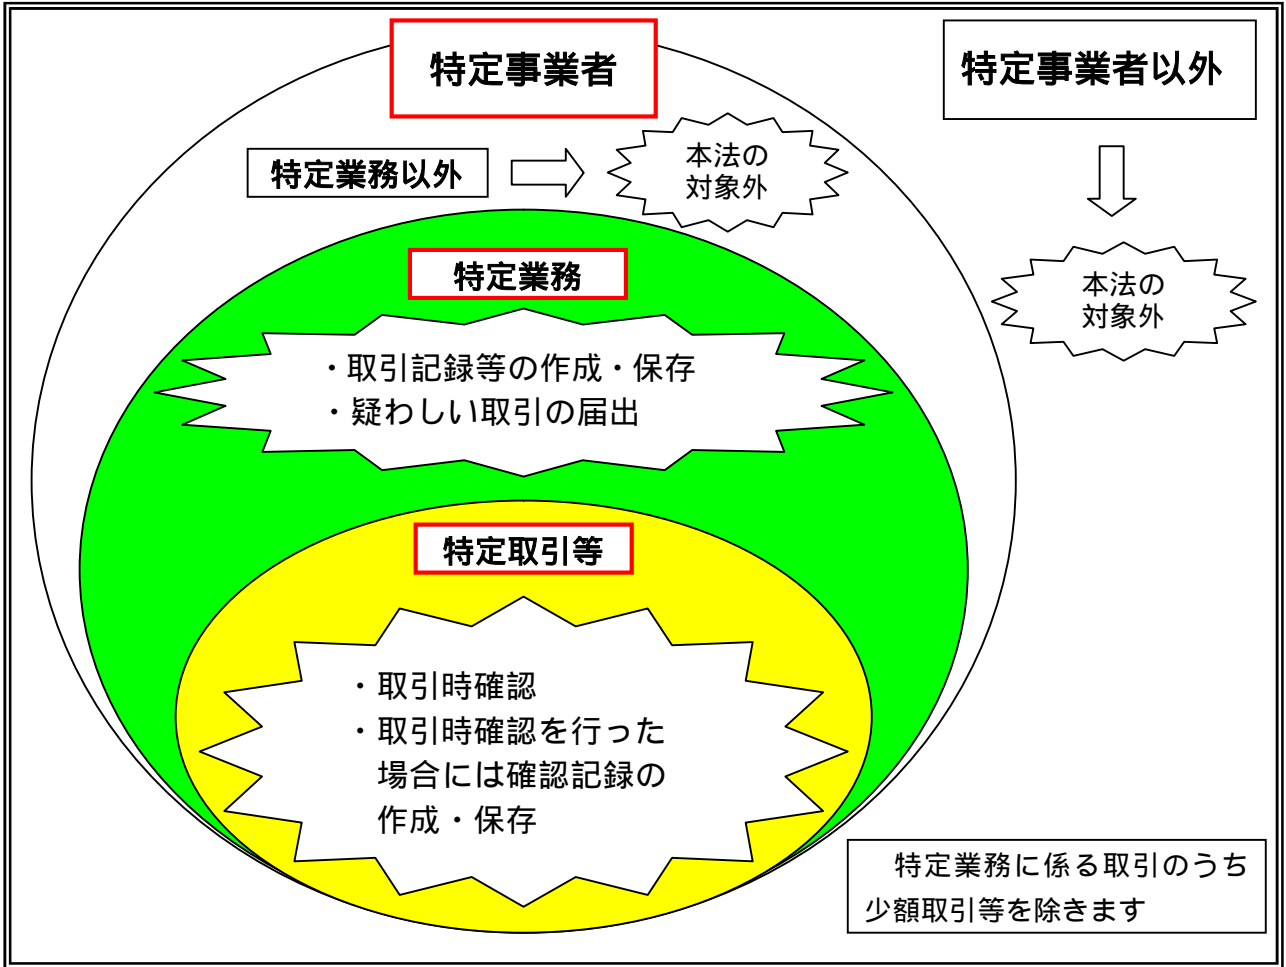 特定事業者
特定事業者以外
特定業務以外
本法の
対象外
本法の
対象外
特定業務
・取引記録等の作成・保存
・疑わしい取引の届出
特定取引等
・取引時確認
・取引時確認を行った
場合には確認記録の
作成・保存
特定業務に係る取引のうち
少額取引等を除きます